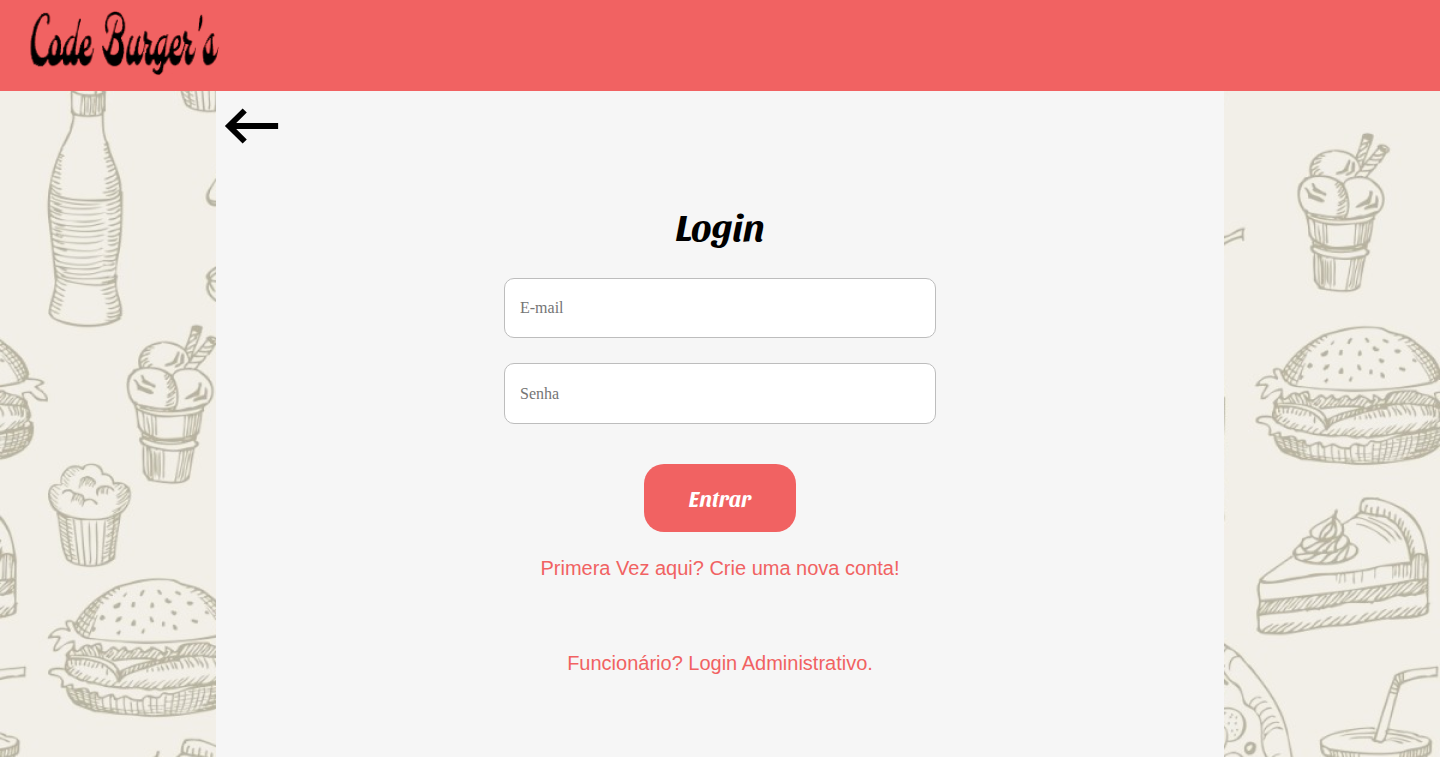 Code Burger's
Login
E-mail
Senha
Entrar
Primera Vez aqui? Crie uma nova conta!
Funcionário? Login Administrativo.